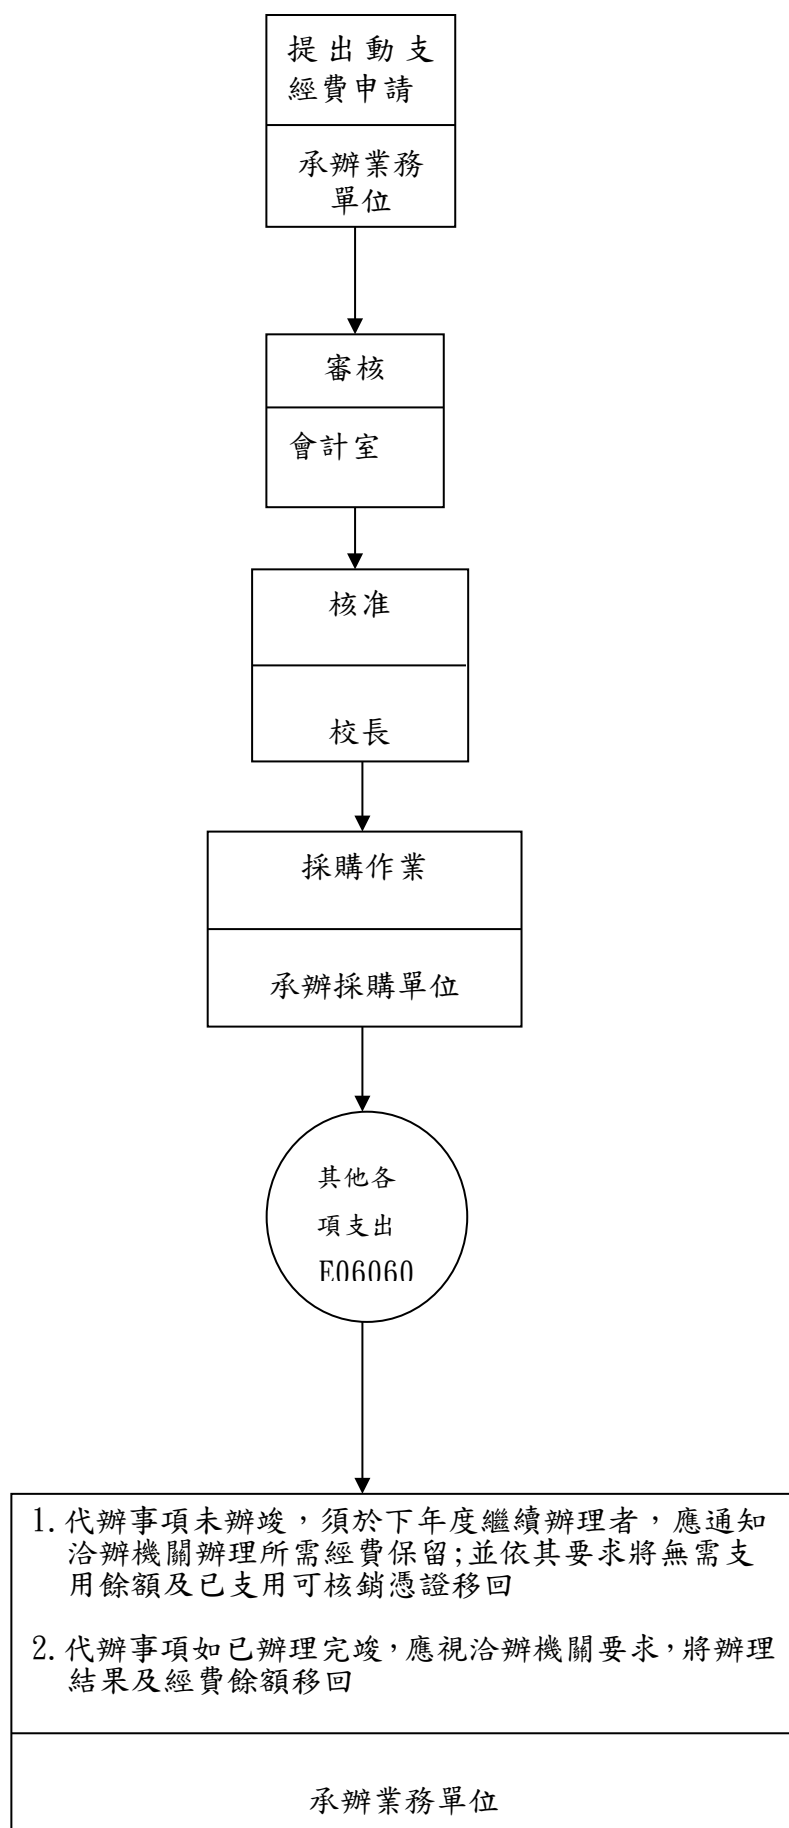 提出動支
經費申請
承辦業務
單位
審核
會計室
核准
校長
採購作業
承辦採購單位
其他各
項支出
E06060
1.代辦事項未辦竣，須於下年度繼續辦理者，應通知
洽辦機關辦理所需經費保留;並依其要求將無需支
用餘額及已支用可核銷憑證移回
2.代辦事項如已辦理完竣，應視洽辦機關要求，將辦理
結果及經費餘額移回
承辦業務單位